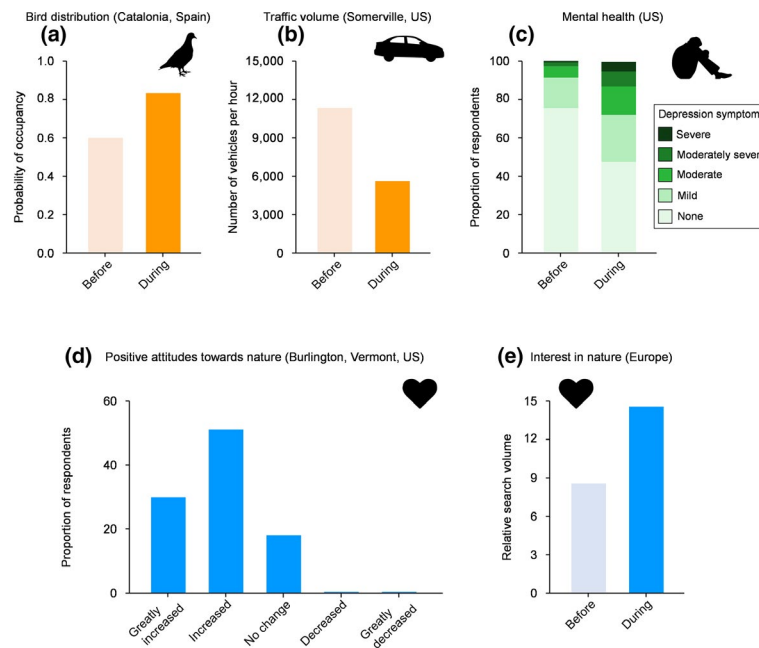 Bird distribution (Catalonia, Spain)
(a)
Probability of occupancy
1.0
0.8
0.6
0.4
0.2
0.0
Before
During
Traffic volume (Somerville, US)
(b)
Number of vehicles per hour
15,000
12,000
9,000
6,000
3,000
0
Before
During
Mental health (US)
(c)
Proportion of respondents
100
80
60
40
20
0
Before
During
Depression symptom
Severe
Moderately sever
Moderate
Mild
None
(d) Positive attitudes towards nature (Burlington, Vermont, US)
Proportion of respondents
60
40
20
0
Greatly
increased
Increased
No change
Decreased
Greatly
decreased
(e) Interest in nature (Europe)
Relative search volume
15
12
9
6
3
0
Before
During